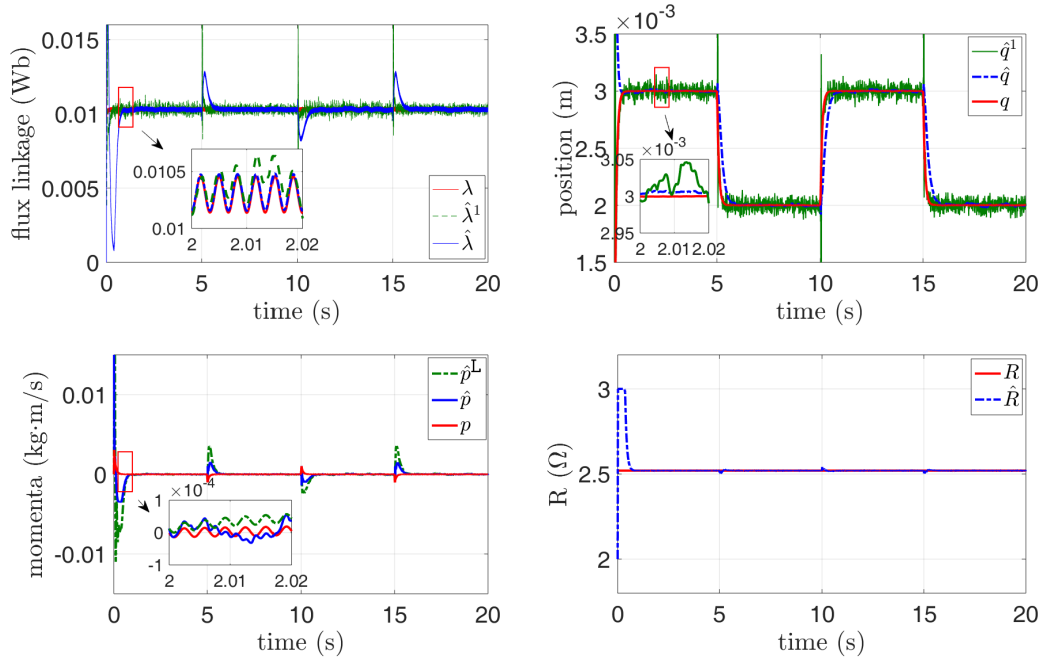 0.015
0.01
0.005
0
flux linkage (Wb)
0.0105
0.01
2 2.01 2.02
λ
λ̂¹
λ̂
0 5 10 15 20
time (s)
×10⁻³
3.5
3
2.5
2
1.5
position (m)
q̂¹
q̂
q
×10⁻³
3.05
3
2.95
2 2.01 2.02
0 5 10 15 20
time (s)
0.01
0
-0.01
momenta (kg·m/s)
p̂ᴸ
p̂
p
×10⁻⁴
1
0
-1
2 2.01 2.02
0 5 10 15 20
time (s)
3
2.5
2
R (Ω)
R
R̂
0 5 10 15 20
time (s)